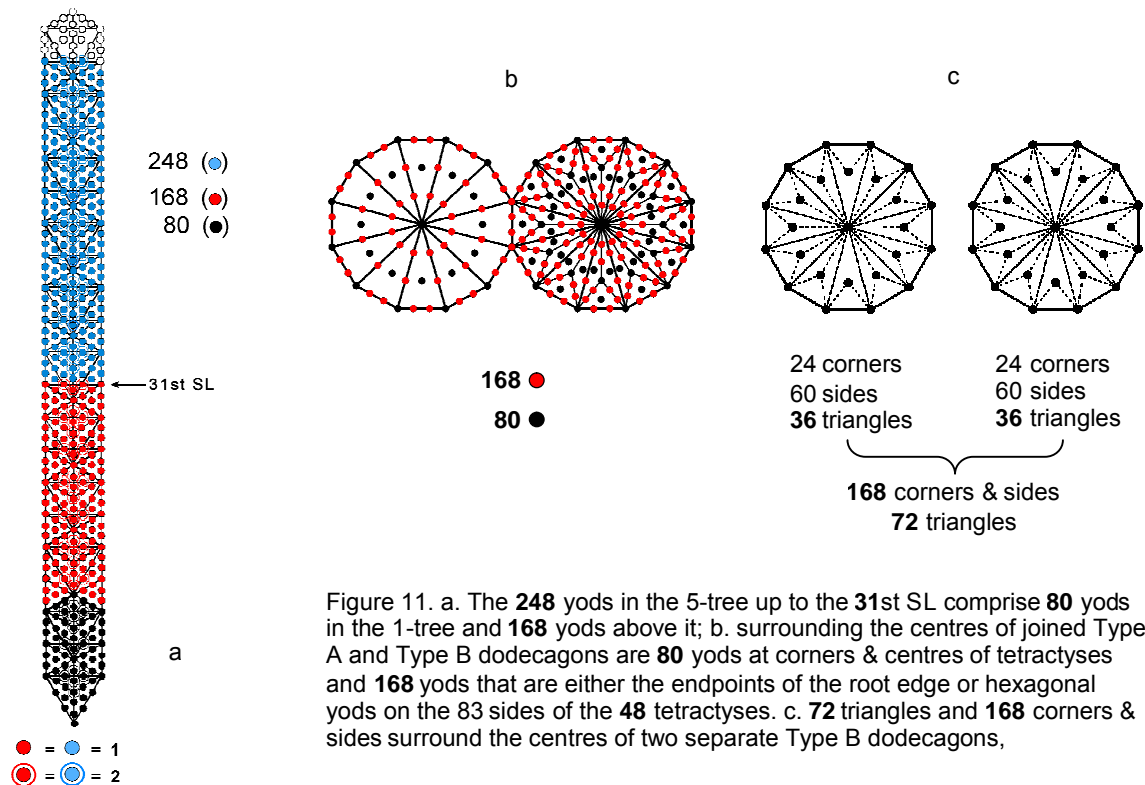 b
c
248 ( )
168 ( )
80 ( )
31st SL
a
= = 1
= = 2
168
80
24 corners
60 sides
36 triangles
24 corners
60 sides
36 triangles
168 corners & sides
72 triangles
Figure 11. a. The 248 yods in the 5-tree up to the 31st SL comprise 80 yods
in the 1-tree and 168 yods above it; b. surrounding the centres of joined Type
A and Type B dodecagons are 80 yods at corners & centres of tetractyses
and 168 yods that are either the endpoints of the root edge or hexagonal
yods on the 83 sides of the 48 tetractyses. c. 72 triangles and 168 corners &
sides surround the centres of two separate Type B dodecagons,